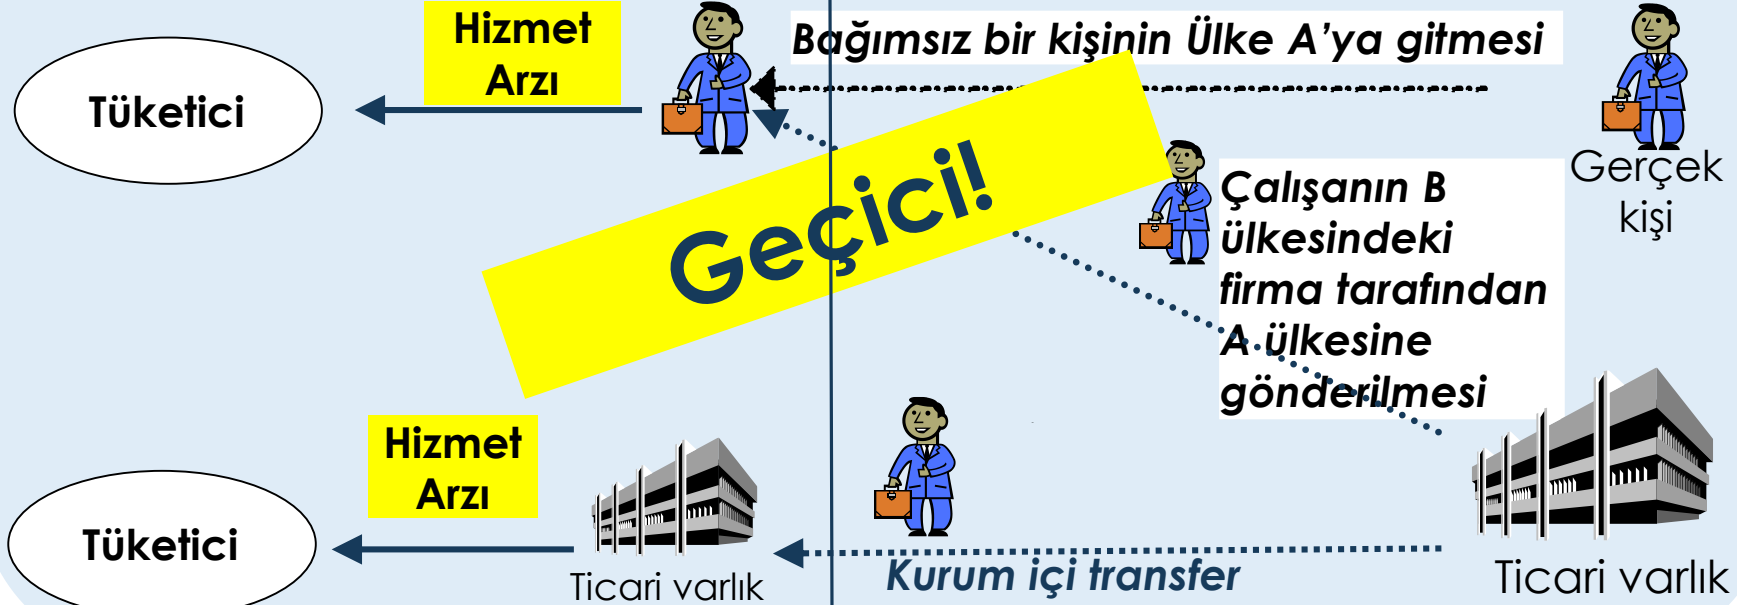 Hizmet
Arzı
Bağımsız bir kişinin Ülke A’ya gitmesi
Tüketici
Gerçek
kişi
Geçici!
Çalışanın B
ülkesindeki
firma tarafından
A ülkesine
gönderilmesi
Hizmet
Arzı
Tüketici
Ticari varlık
Kurum içi transfer
Ticari varlık